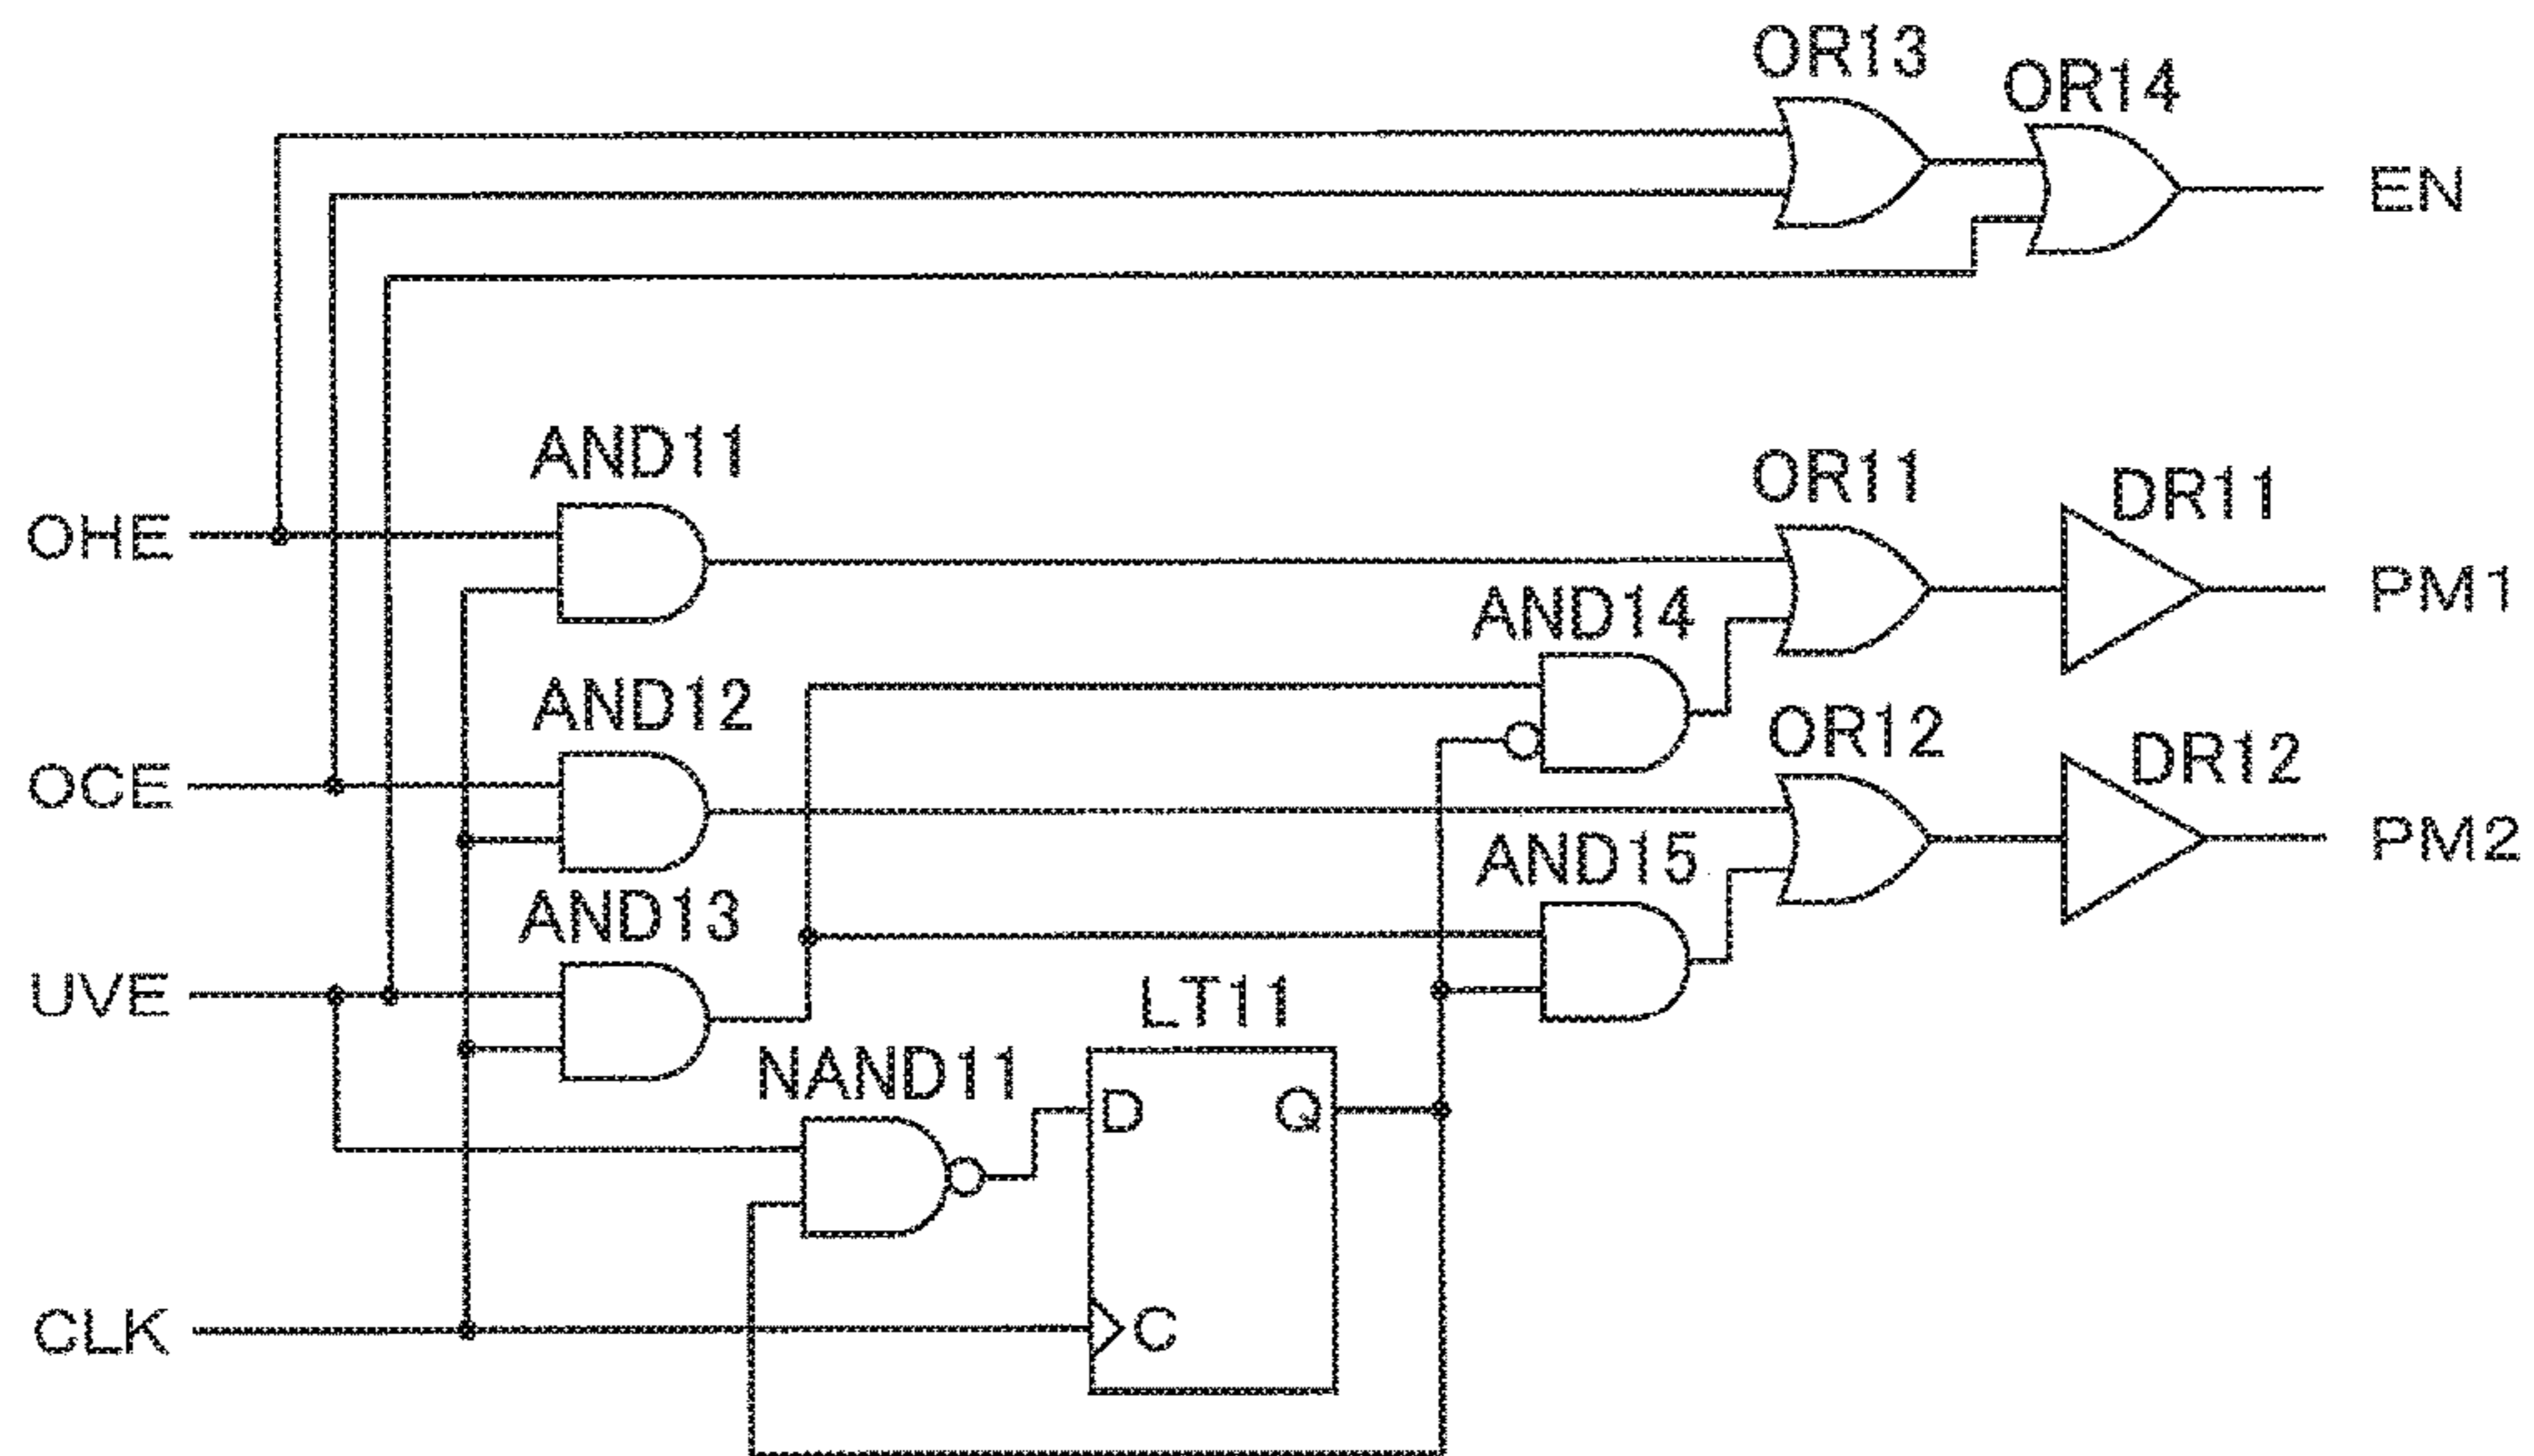 OR13
OR14
EN
AND11
OR11
DR11
OHE
PM1
AND14
AND12
OR12
DR12
OCE
PM2
AND15
AND13
UVE
LT11
NAND11
D
Q
CLK
C